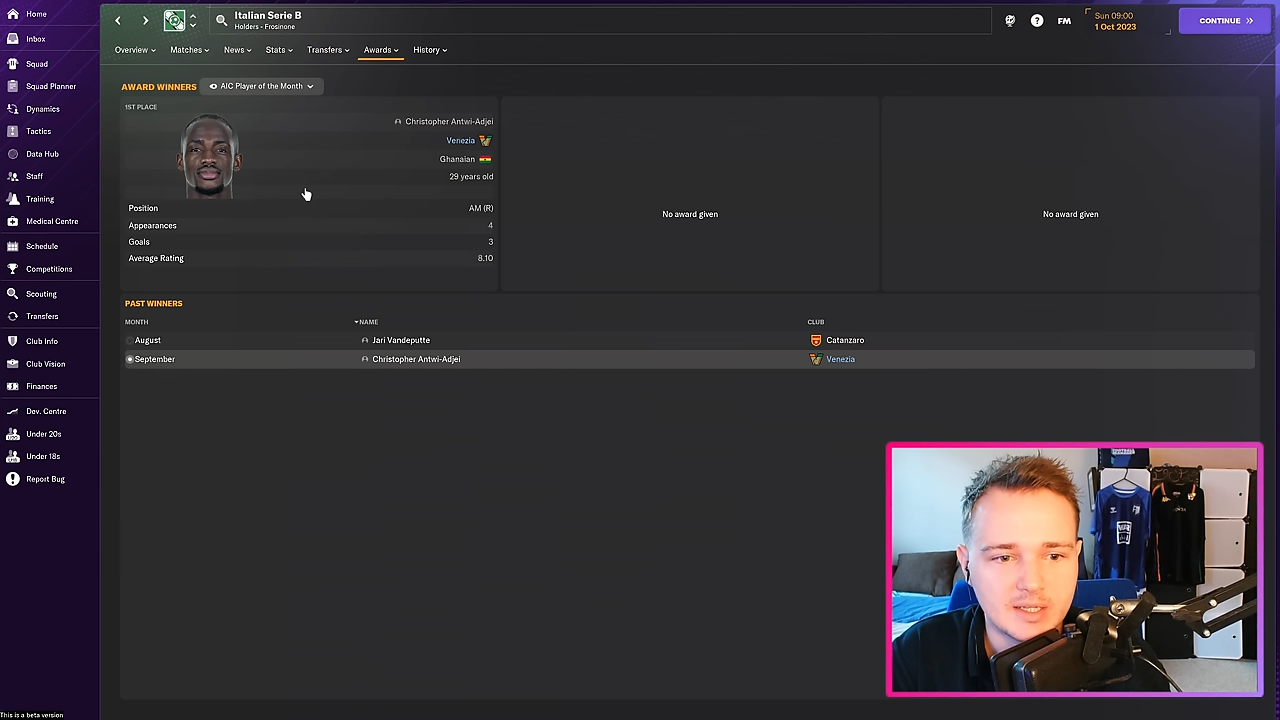 Home
Inbox
Squad
Squad Planner
Dynamics
Tactics
Data Hub
Staff
Training
Medical Centre
Schedule
Competitions
Scouting
Transfers
Club Info
Club Vision
Finances
Dev. Centre
Under 20s
Under 18s
Report Bug
This is a beta version
Italian Serie B
Holders - Frosinone
FM
Sun 09:00
1 Oct 2023
CONTINUE
Overview
Matches
News
Stats
Transfers
Awards
History
AWARD WINNERS
AIC Player of the Month
1ST PLACE
Christopher Antwi-Adjei
Venezia
Ghanaian
29 years old
Position AM (R)
Appearances 4
Goals 3
Average Rating 8.10
No award given
No award given
PAST WINNERS
MONTH NAME CLUB
August Jari Vandeputte Catanzaro
September Christopher Antwi-Adjei Venezia